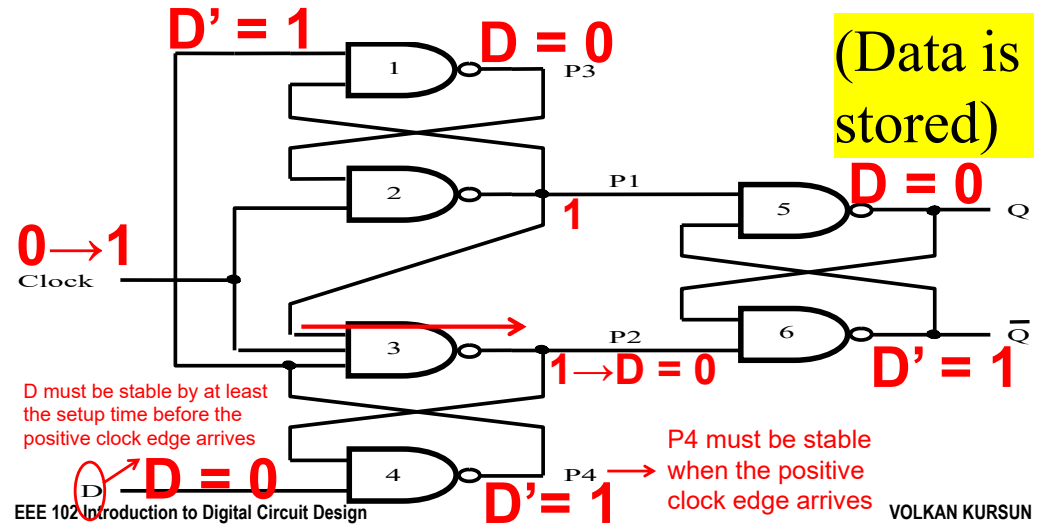 D' = 1
D = 0
1
P3
(Data is
stored)
2
P1
1
5
D = 0
Q
0→1
Clock
3
P2
1→D = 0
6
Q̅
D' = 1
D must be stable by at least
the setup time before the
positive clock edge arrives
D
D = 0
4
P4
D'= 1
P4 must be stable
when the positive
clock edge arrives
EEE 102 Introduction to Digital Circuit Design
VOLKAN KURSUN